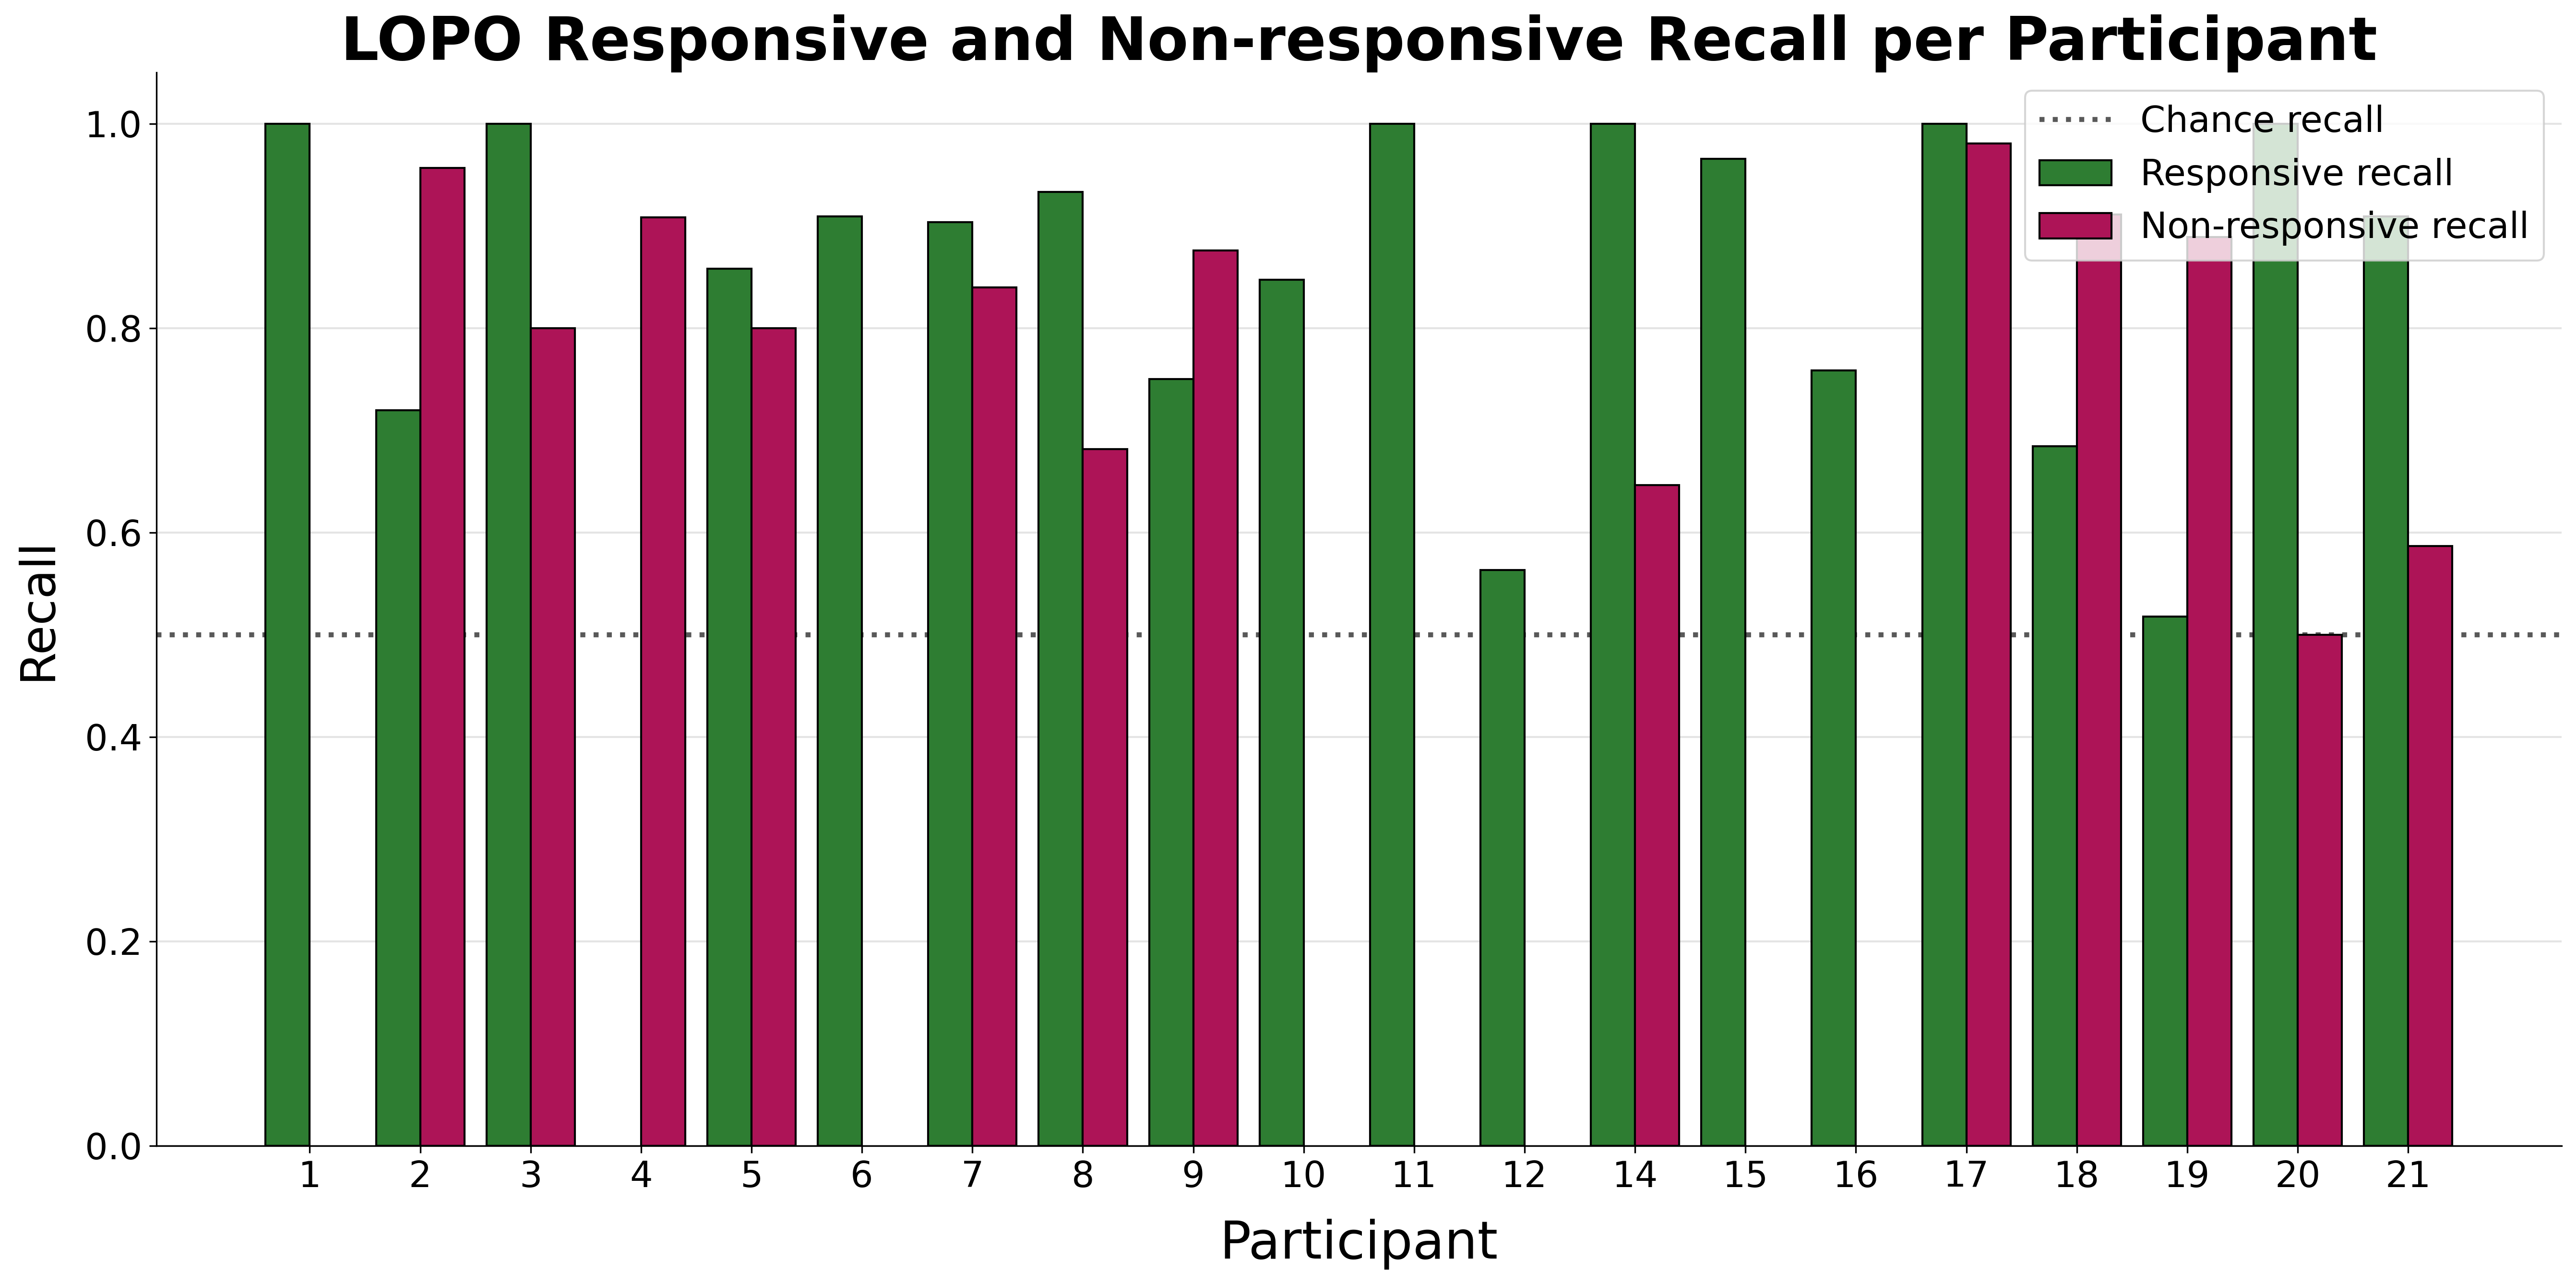 LOPO Responsive and Non-responsive Recall per Participant
Chance recall
Responsive recall
Non-responsive recall
1.0
0.8
0.6
0.4
0.2
0.0
Recall
1 2 3 4 5 6 7 8 9 10 11 12 14 15 16 17 18 19 20 21
Participant